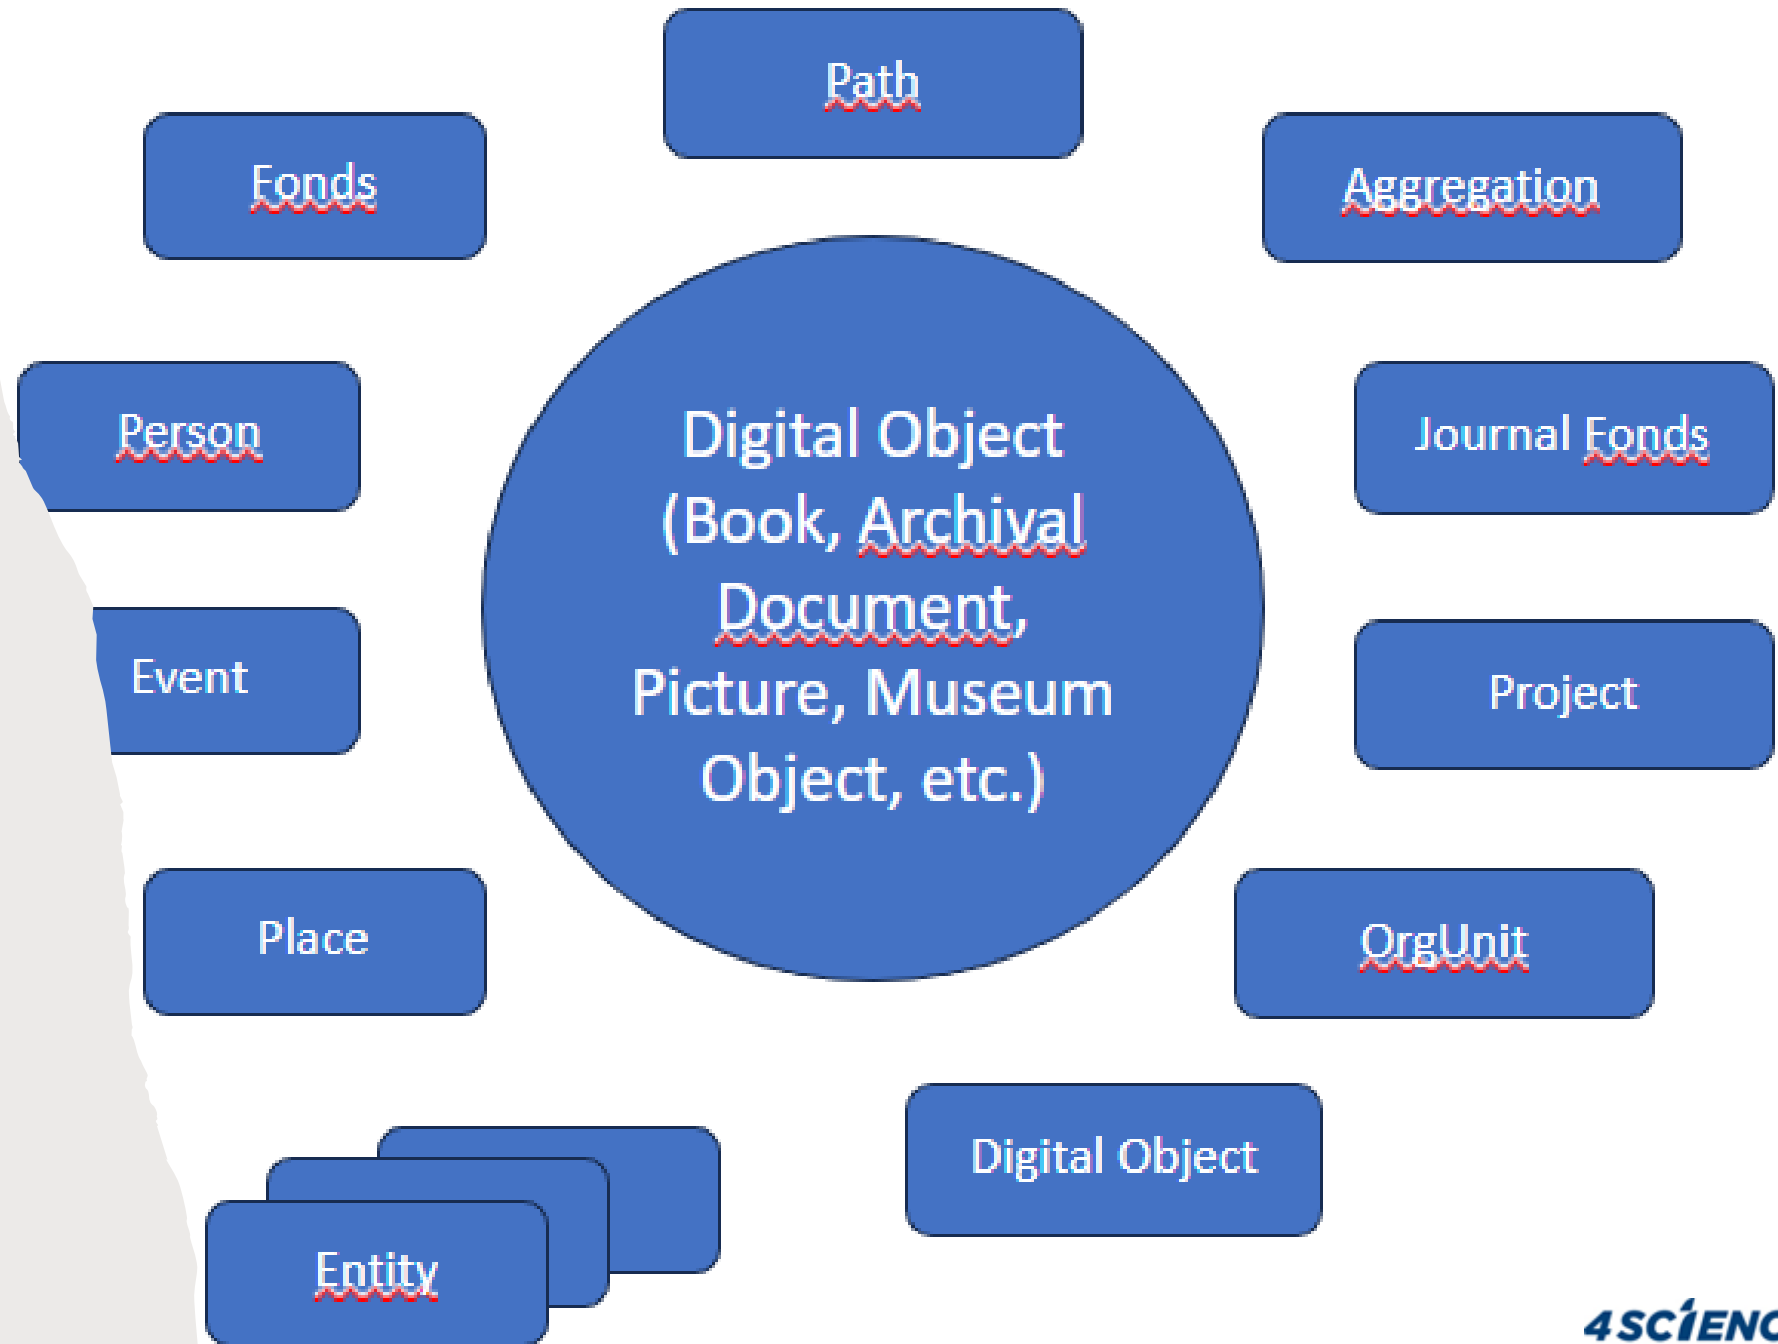 Path
Fonds
Aggregation
Person
Journal Fonds
Digital Object
(Book, Archival
Document,
Picture, Museum
Object, etc.)
Event
Project
Place
OrgUnit
Digital Object
Entity
4SCIENC